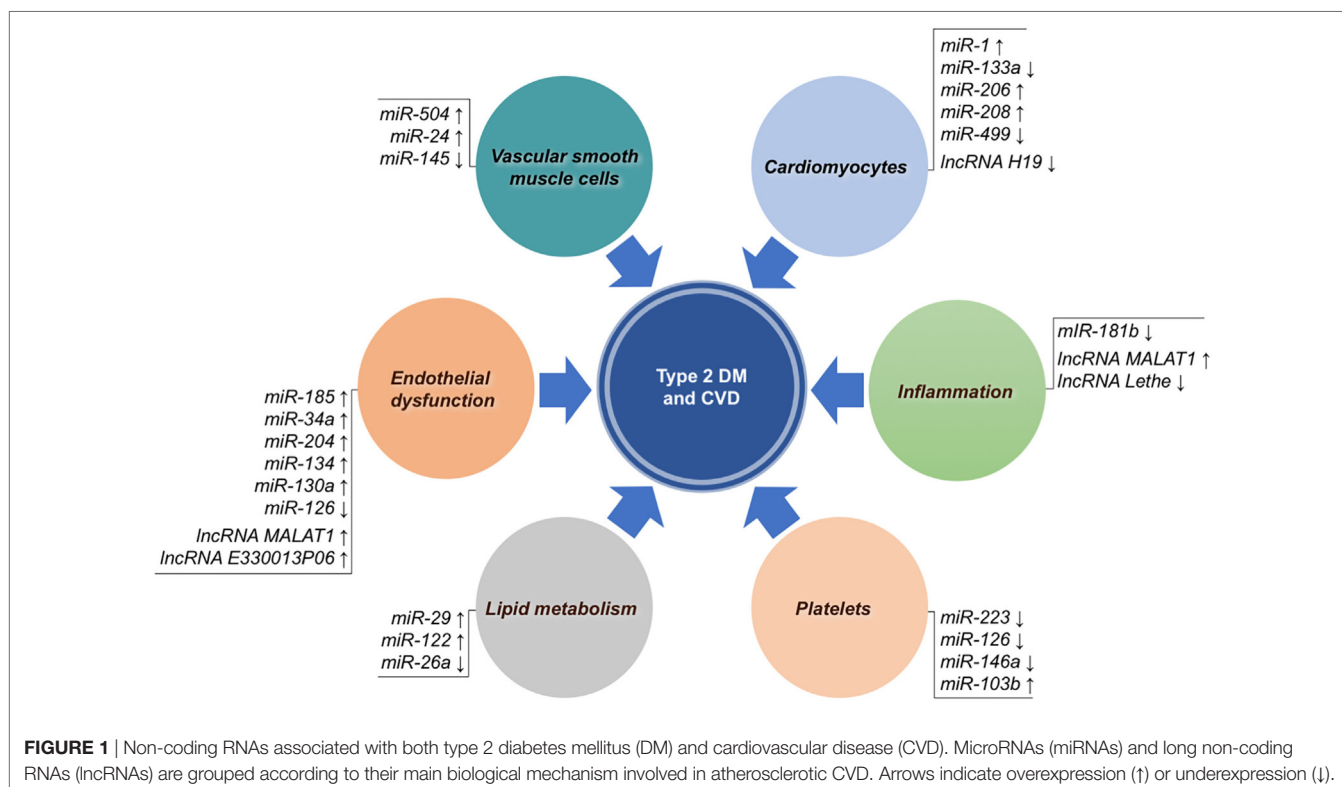 miR-504 ↑
miR-24 ↑
miR-145 ↓
Vascular smooth
muscle cells
Cardiomyocytes
miR-1 ↑
miR-133a ↓
miR-206 ↑
miR-208 ↑
miR-499 ↓
lncRNA H19 ↓
Endothelial
dysfunction
miR-185 ↑
miR-34a ↑
miR-204 ↑
miR-134 ↑
miR-130a ↑
miR-126 ↓
lncRNA MALAT1 ↑
lncRNA E330013P06 ↑
Type 2 DM
and CVD
Inflammation
mIR-181b ↓
lncRNA MALAT1 ↑
lncRNA Lethe ↓
miR-29 ↑
miR-122 ↑
miR-26a ↓
Lipid metabolism
Platelets
miR-223 ↓
miR-126 ↓
miR-146a ↓
miR-103b ↑
FIGURE 1 | Non-coding RNAs associated with both type 2 diabetes mellitus (DM) and cardiovascular disease (CVD). MicroRNAs (miRNAs) and long non-coding
RNAs (lncRNAs) are grouped according to their main biological mechanism involved in atherosclerotic CVD. Arrows indicate overexpression (↑) or underexpression (↓).